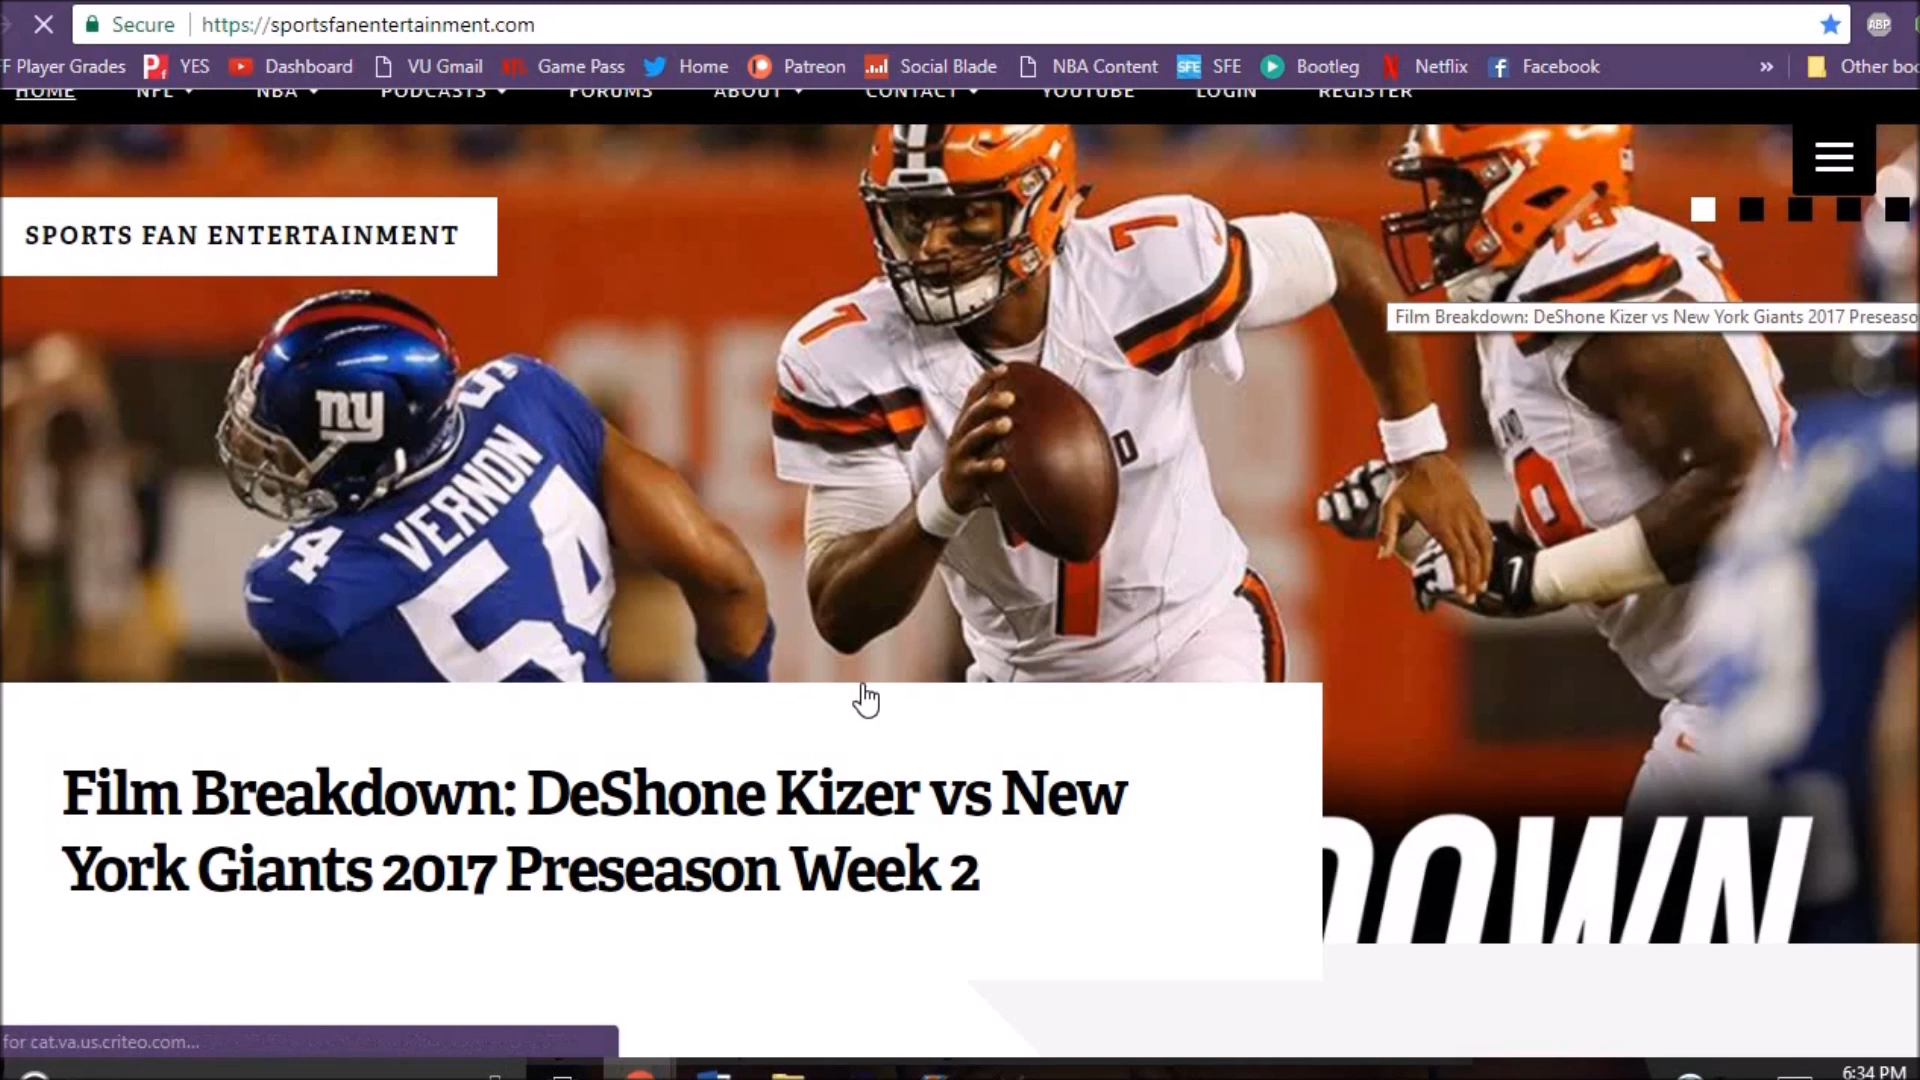 Secure https://sportsfanentertainment.com ABP
F Player Grades YES Dashboard VU Gmail Game Pass Home Patreon Social Blade NBA Content SFE SFE Bootleg Netflix Facebook » Other boo
HOME NFL NBA PODCASTS FORUMS ABOUT CONTACT YOUTUBE LOGIN REGISTER
SPORTS FAN ENTERTAINMENT
7
7
Film Breakdown: DeShone Kizer vs New York Giants 2017 Preseaso
ny
54
VERNON
54
Film Breakdown: DeShone Kizer vs New
York Giants 2017 Preseason Week 2
DOWN
for cat.va.us.criteo.com...
6:34 PM